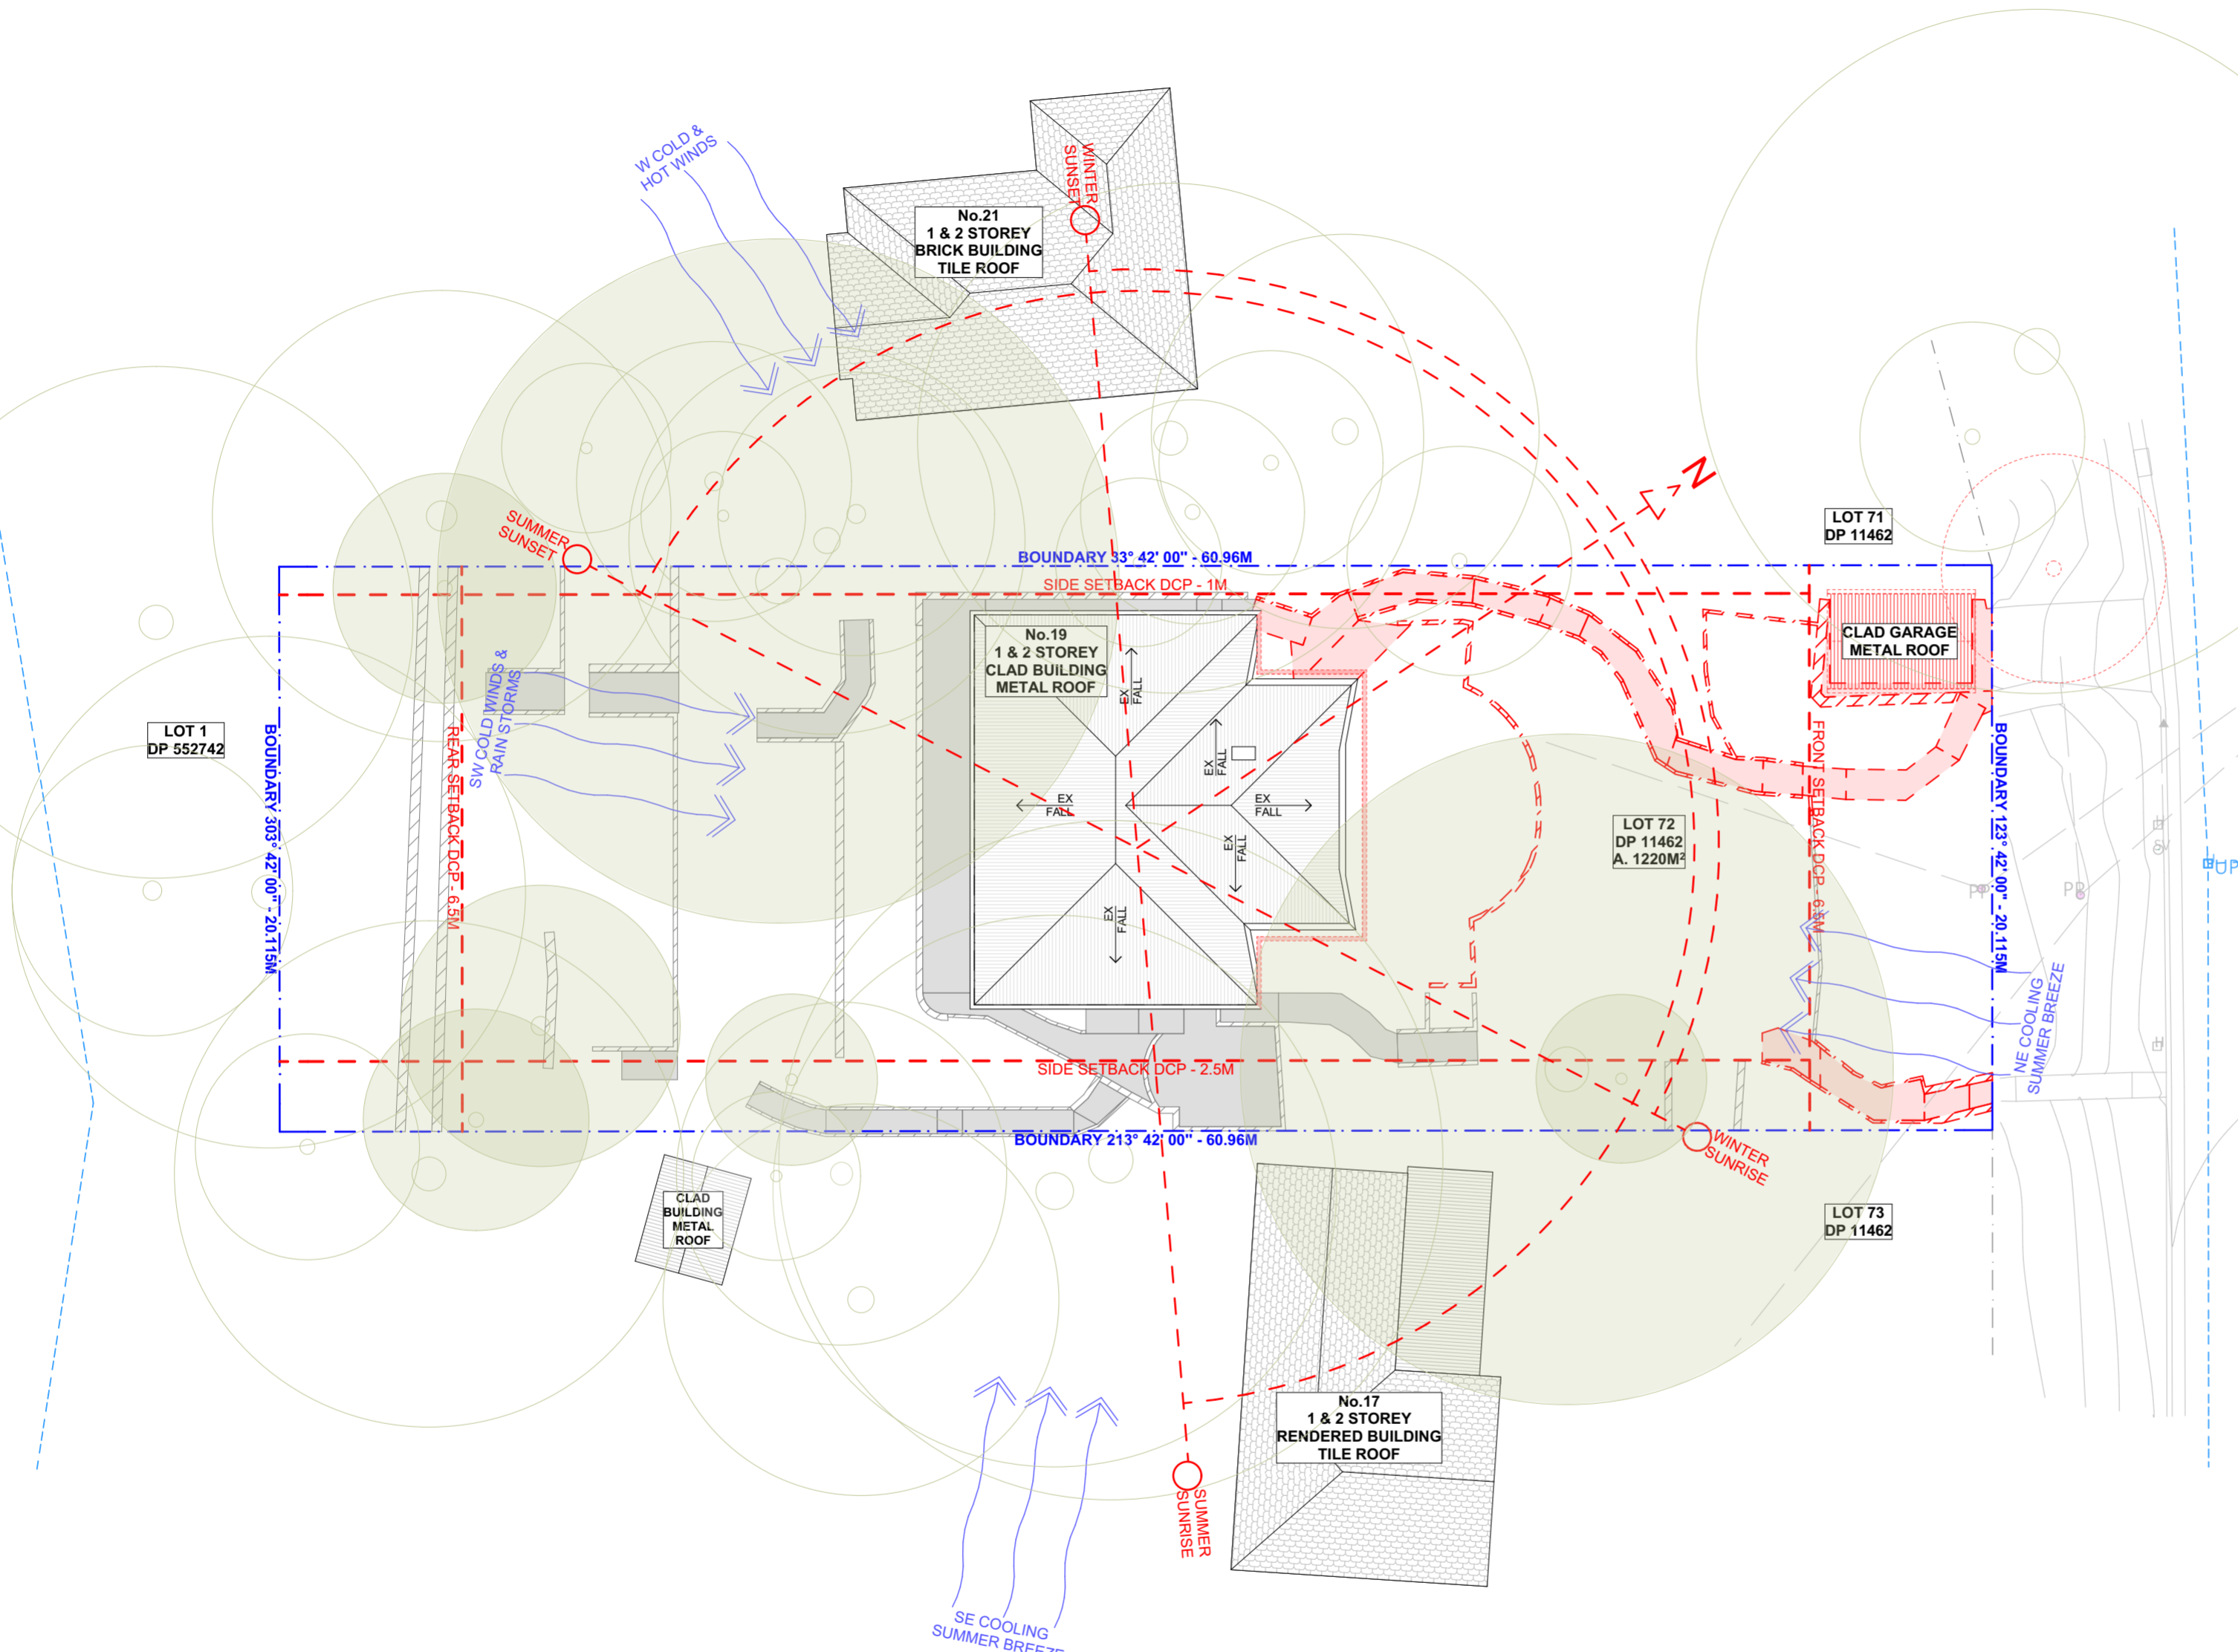 W COLD &
HOT WINDS
WINTER
SUNSET
No.21
1 & 2 STOREY
BRICK BUILDING
TILE ROOF
N
SUMMER
SUNSET
LOT 71
DP 11462
BOUNDARY 33° 42' 00" - 60.96M
SIDE SETBACK DCP - 1M
No.19
1 & 2 STOREY
CLAD BUILDING
METAL ROOF
CLAD GARAGE
METAL ROOF
EX
FALL
EX
FALL
EX
FALL
EX
FALL
EX
FALL
EX
FALL
LOT 1
DP 552742
BOUNDARY 303° 42' 00" - 20.115M
REAR SETBACK DCP - 6.5M
SW COLD WINDS &
RAIN STORMS
LOT 72
DP 11462
A. 1220M²
FRONT SETBACK DCP - 6.5M
BOUNDARY 123° 42' 00" - 20.115M
PP
PP
SV
H
NE COOLING
SUMMER BREEZE
SIDE SETBACK DCP - 2.5M
BOUNDARY 213° 42' 00" - 60.96M
WINTER
SUNRISE
CLAD
BUILDING
METAL
ROOF
LOT 73
DP 11462
No.17
1 & 2 STOREY
RENDERED BUILDING
TILE ROOF
SUMMER
SUNRISE
SE COOLING
SUMMER BREEZE